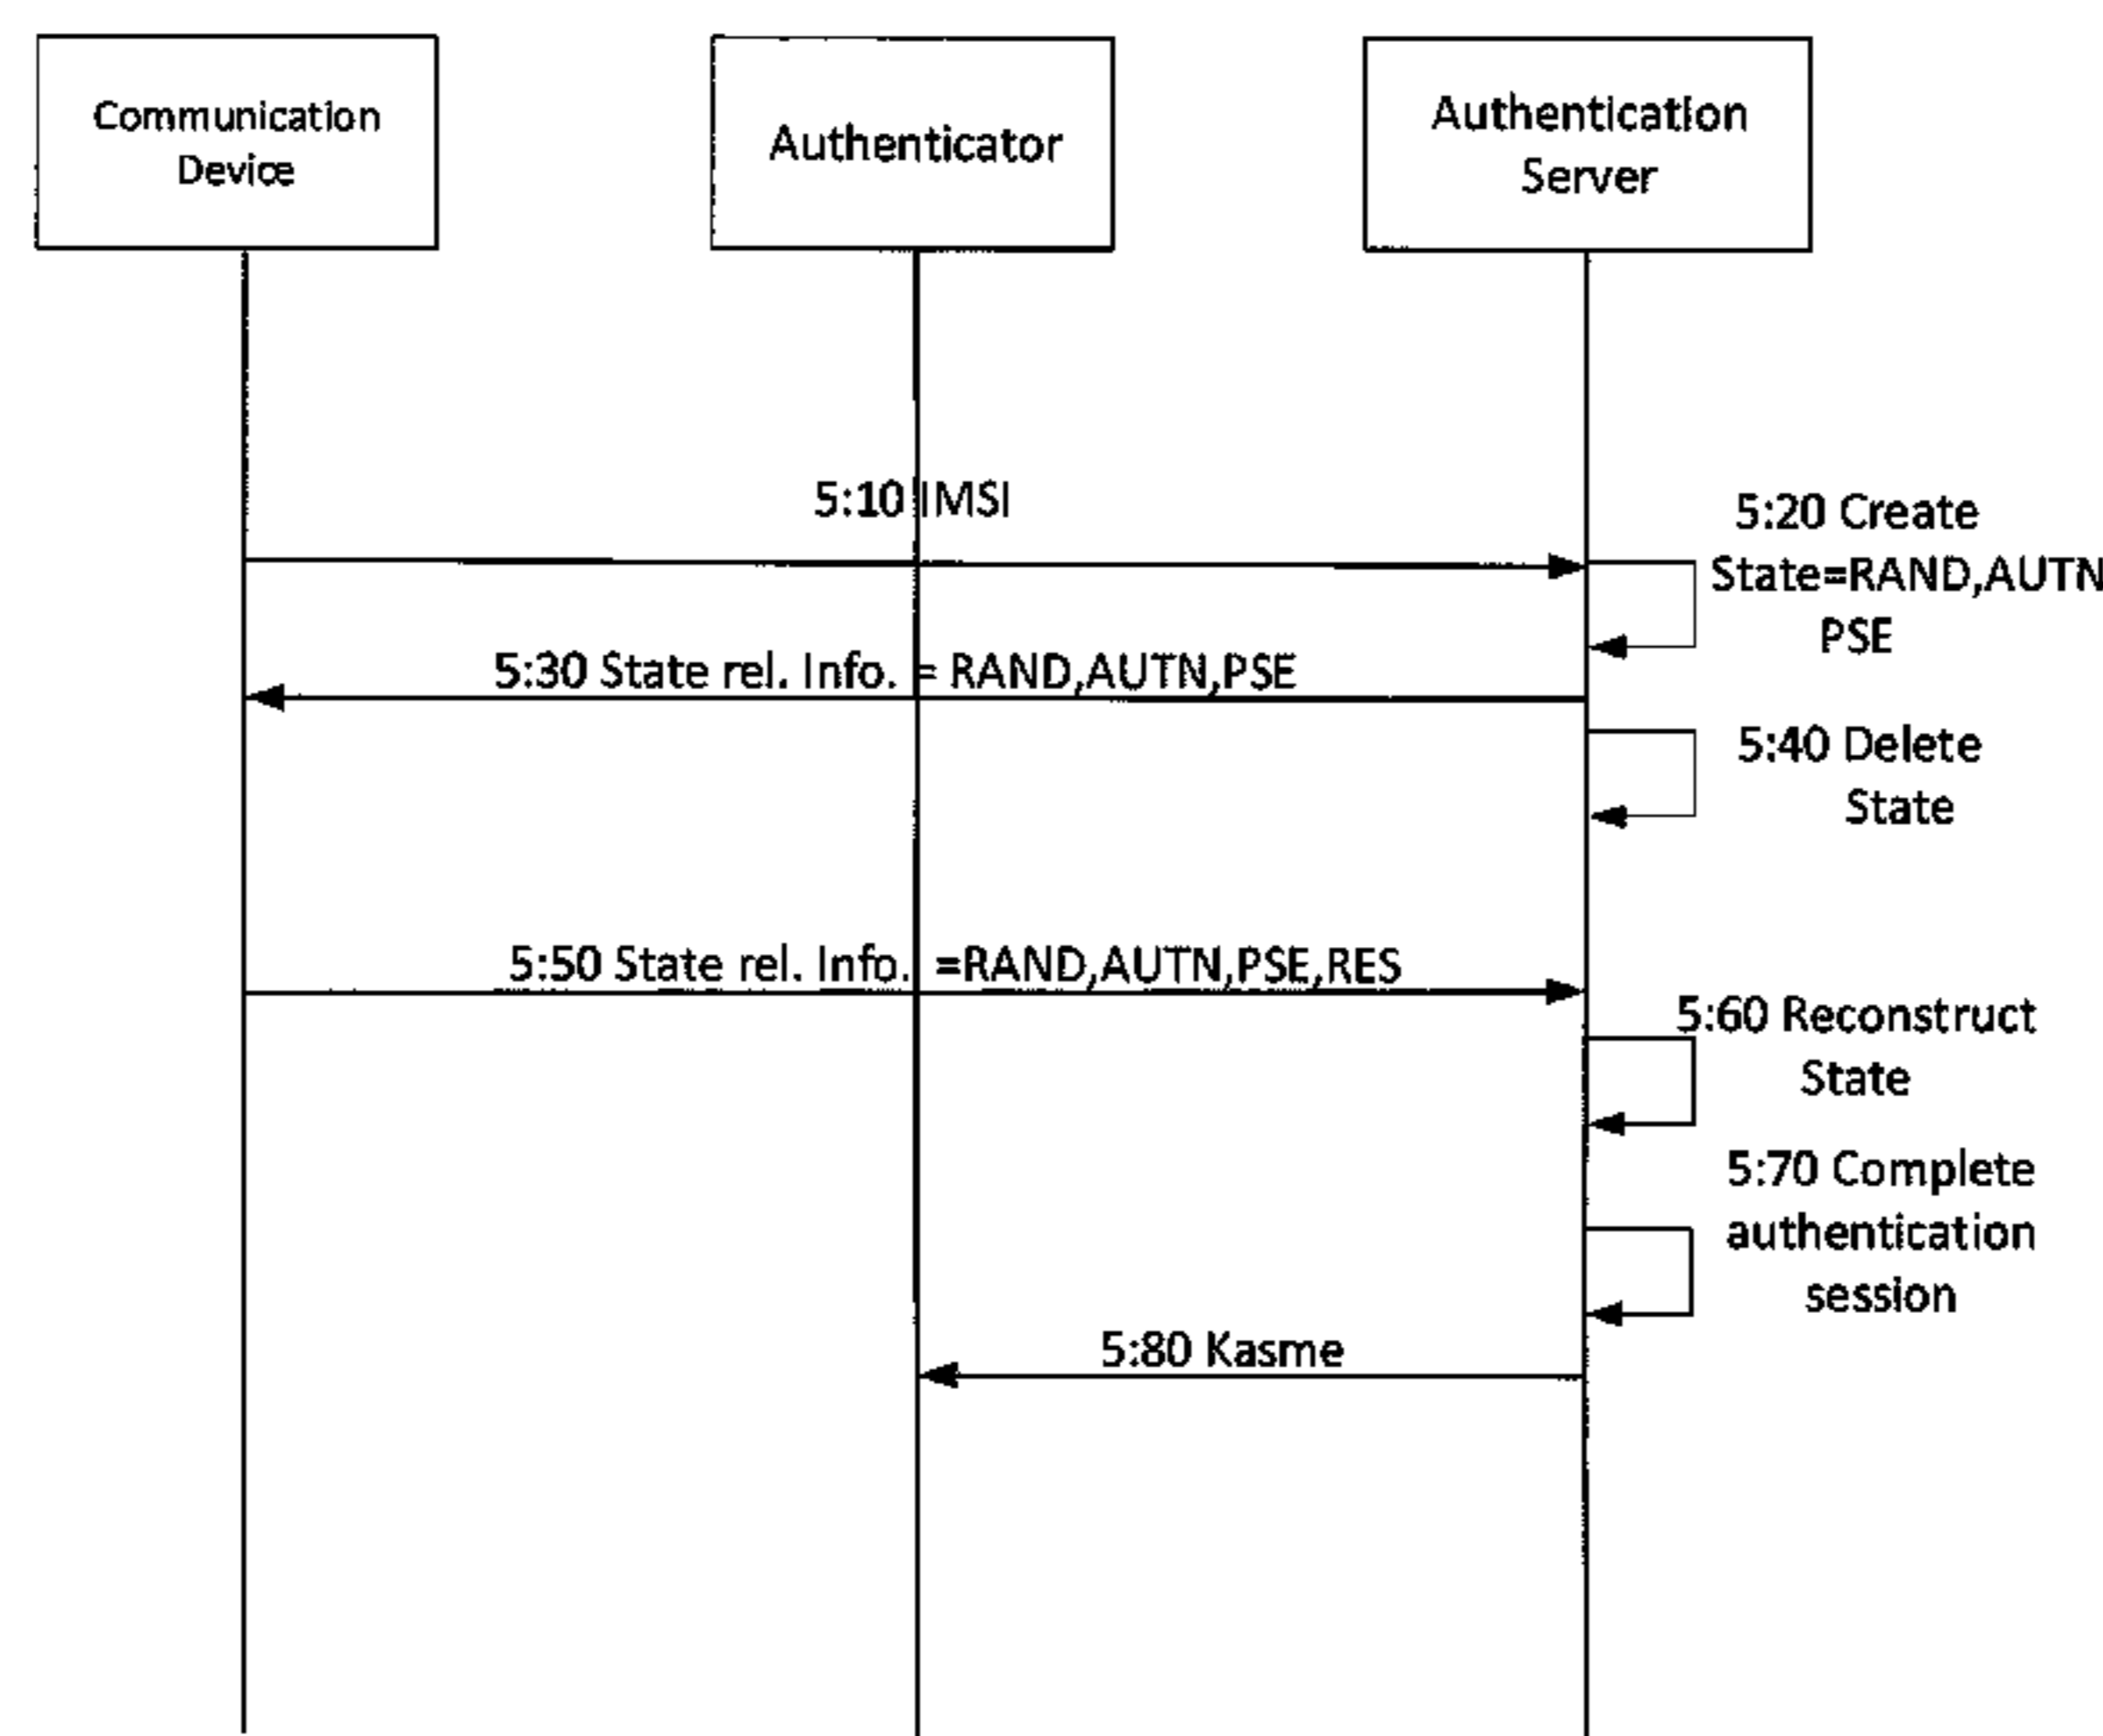 Communication
Device
Authenticator
Authentication
Server
5:10 IMSI
5:20 Create
State=RAND,AUTN
PSE
5:30 State rel. Info. = RAND,AUTN,PSE
5:40 Delete
State
5:50 State rel. Info. =RAND,AUTN,PSE,RES
5:60 Reconstruct
State
5:70 Complete
authentication
session
5:80 Kasme